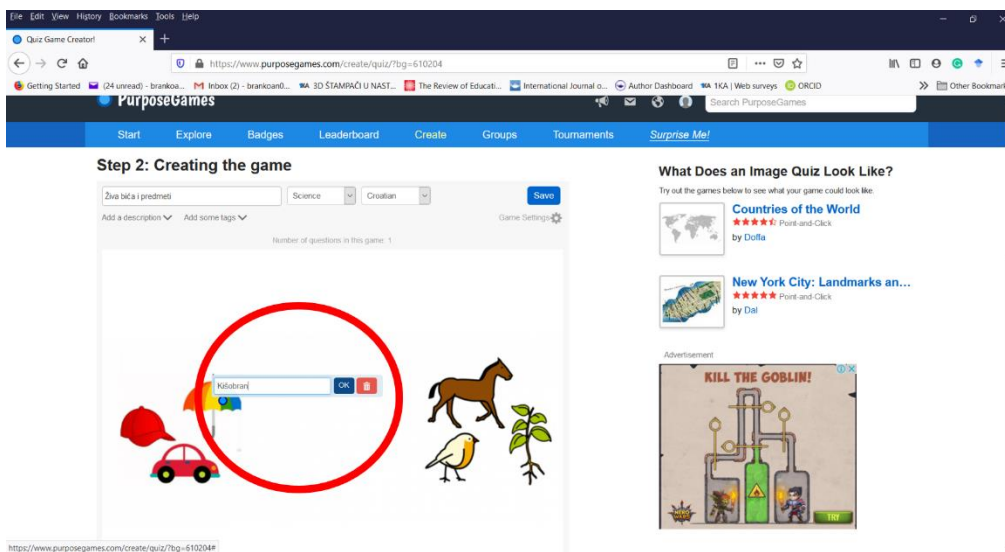 File Edit View History Bookmarks Tools Help
Quiz Game Creator!
https://www.purposegames.com/create/quiz/?bg=610204
Getting Started (24 unread) - brankoa... Inbox (2) - brankoan0... 3D ŠTAMPAČI U NAST... The Review of Educati... International Journal o... Author Dashboard 1KA | Web surveys ORCID Other Bookmark
PurposeGames Search PurposeGames
Start Explore Badges Leaderboard Create Groups Tournaments Surprise Me!
Step 2: Creating the game
Živa bića i predmeti Science Croatian Save
Add a description Add some tags Game Settings
Number of questions in this game: 1
Kišobran OK
What Does an Image Quiz Look Like?
Try out the games below to see what your game could look like.
Countries of the World
Point-and-Click
by Doffa
New York City: Landmarks an...
Point-and-Click
by Dal
Advertisement
KILL THE GOBLIN!
TRY
https://www.purposegames.com/create/quiz/?bg=610204#